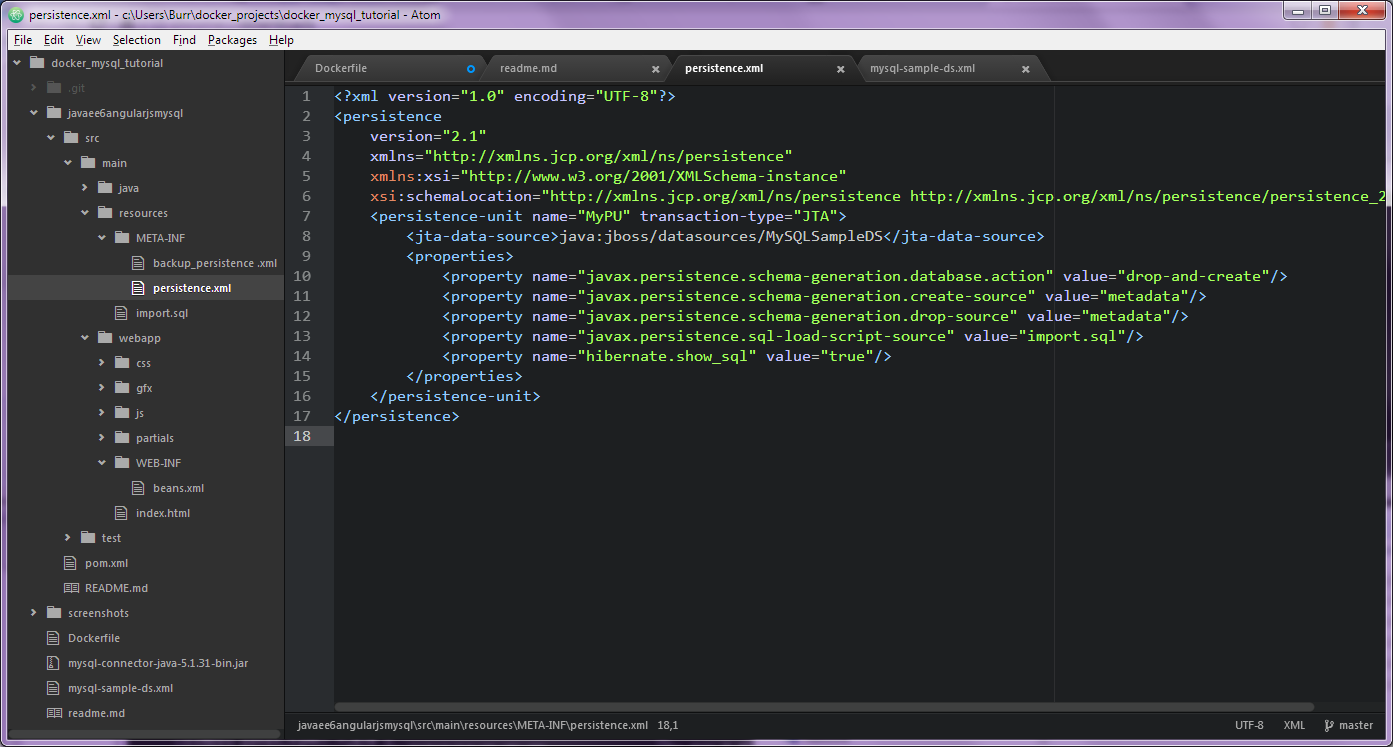 persistence.xml - c:\Users\Burr\docker_projects\docker_mysql_tutorial - Atom
File Edit View Selection Find Packages Help
docker_mysql_tutorial
.git
javaee6angularjsmysql
src
main
java
resources
META-INF
backup_persistence .xml
persistence.xml
import.sql
webapp
css
gfx
js
partials
WEB-INF
beans.xml
index.html
test
pom.xml
README.md
screenshots
Dockerfile
mysql-connector-java-5.1.31-bin.jar
mysql-sample-ds.xml
readme.md
Dockerfile readme.md persistence.xml mysql-sample-ds.xml
1 <?xml version="1.0" encoding="UTF-8"?>
2 <persistence
3 version="2.1"
4 xmlns="http://xmlns.jcp.org/xml/ns/persistence"
5 xmlns:xsi="http://www.w3.org/2001/XMLSchema-instance"
6 xsi:schemaLocation="http://xmlns.jcp.org/xml/ns/persistence http://xmlns.jcp.org/xml/ns/persistence/persistence_2
7 <persistence-unit name="MyPU" transaction-type="JTA">
8 <jta-data-source>java:jboss/datasources/MySQLSampleDS</jta-data-source>
9 <properties>
10 <property name="javax.persistence.schema-generation.database.action" value="drop-and-create"/>
11 <property name="javax.persistence.schema-generation.create-source" value="metadata"/>
12 <property name="javax.persistence.schema-generation.drop-source" value="metadata"/>
13 <property name="javax.persistence.sql-load-script-source" value="import.sql"/>
14 <property name="hibernate.show_sql" value="true"/>
15 </properties>
16 </persistence-unit>
17 </persistence>
18
javaee6angularjsmysql\src\main\resources\META-INF\persistence.xml 18,1 UTF-8 XML master